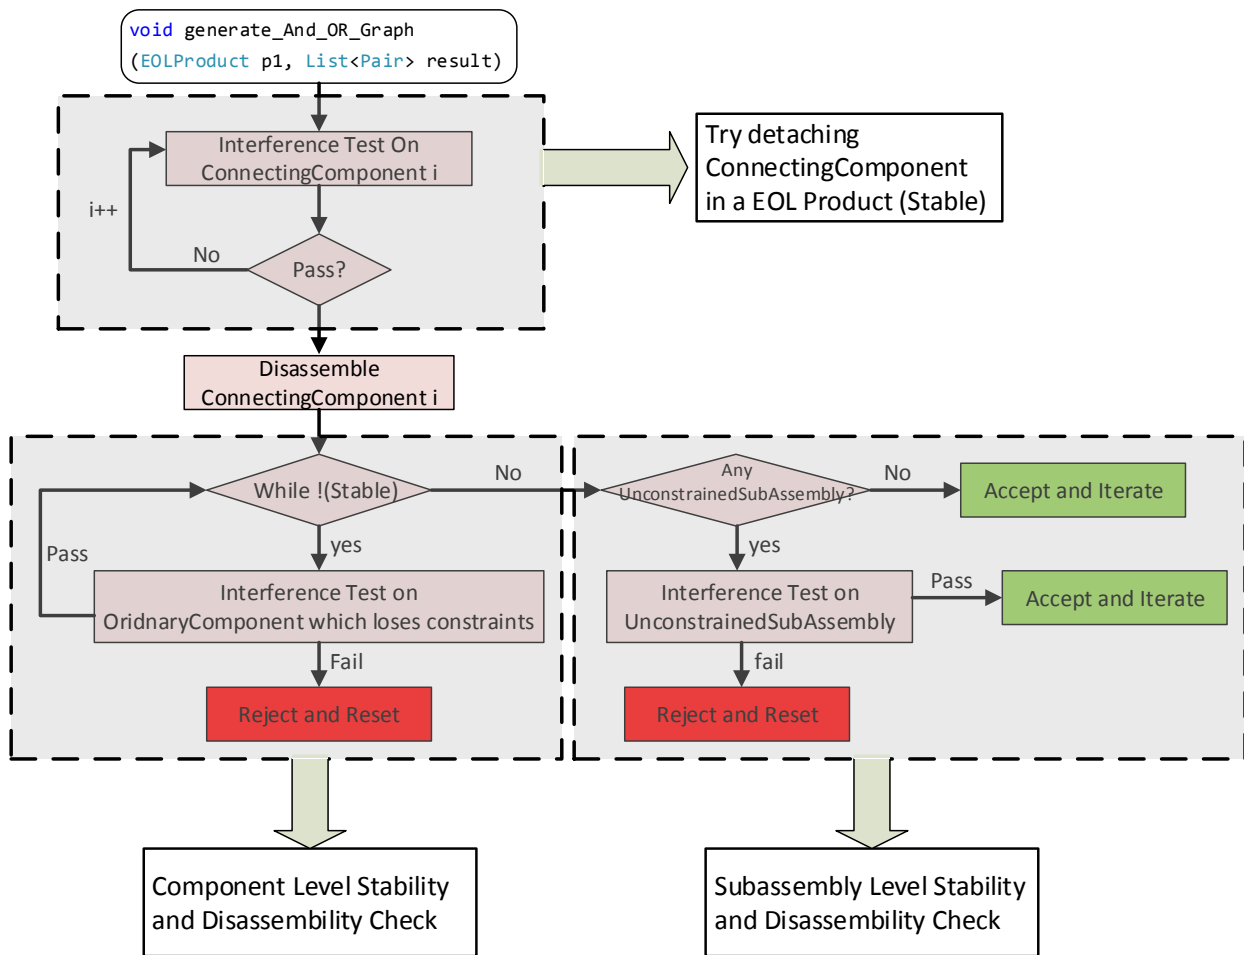 void generate_And_OR_Graph
(EOLProduct p1, List<Pair> result)
Interference Test On
ConnectingComponent i
i++
No
Pass?
Try detaching
ConnectingComponent
in a EOL Product (Stable)
Disassemble
ConnectingComponent i
While !(Stable)
No
yes
Pass
Interference Test on
OridnaryComponent which loses constraints
Fail
Reject and Reset
Any
UnconstrainedSubAssembly?
No
Accept and Iterate
yes
Interference Test on
UnconstrainedSubAssembly
Pass
Accept and Iterate
fail
Reject and Reset
Component Level Stability
and Disassembility Check
Subassembly Level Stability
and Disassembility Check